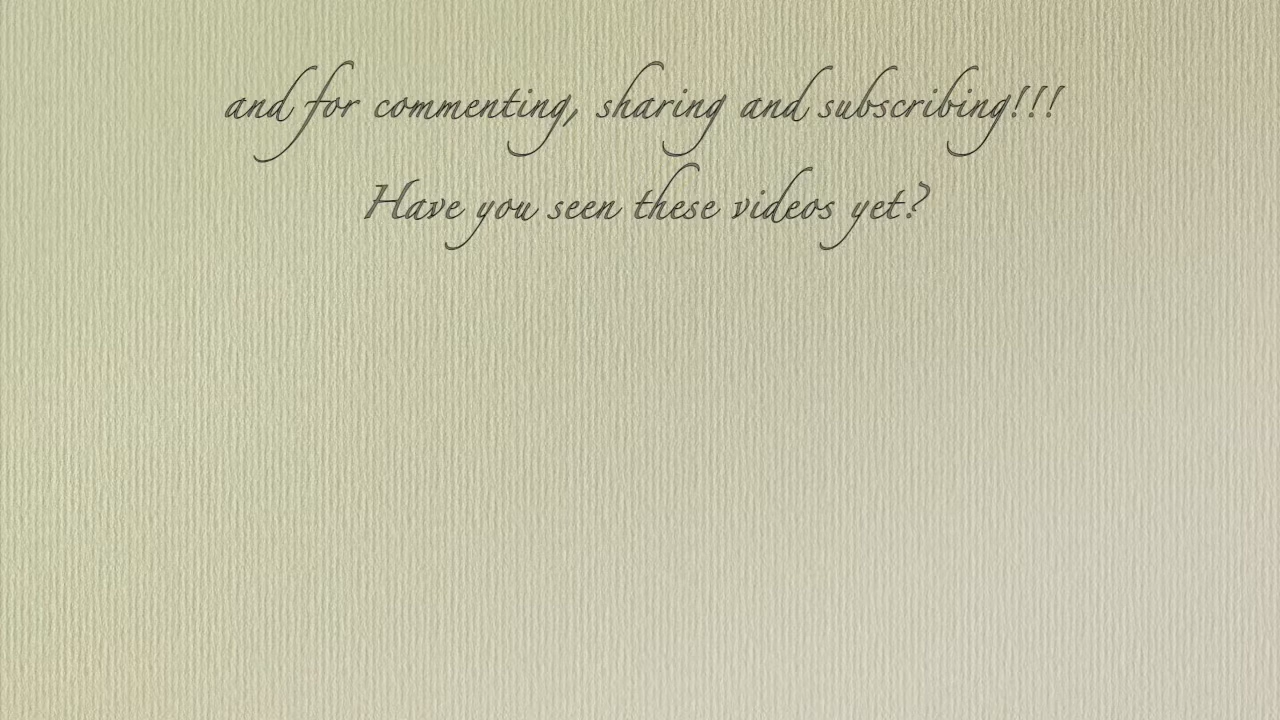 and for commenting, sharing and subscribing!!!
Have you seen these videos yet?